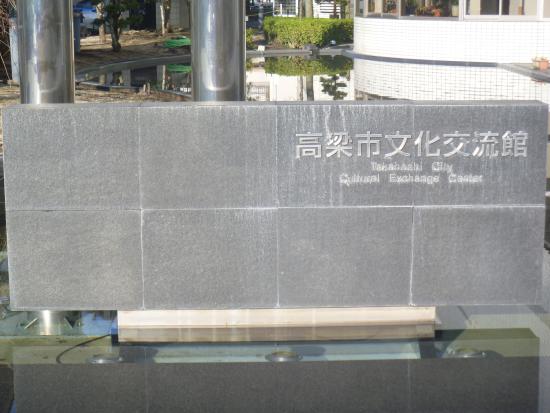 高梁市文化交流館
Takahashi City
Cultural Exchange Center